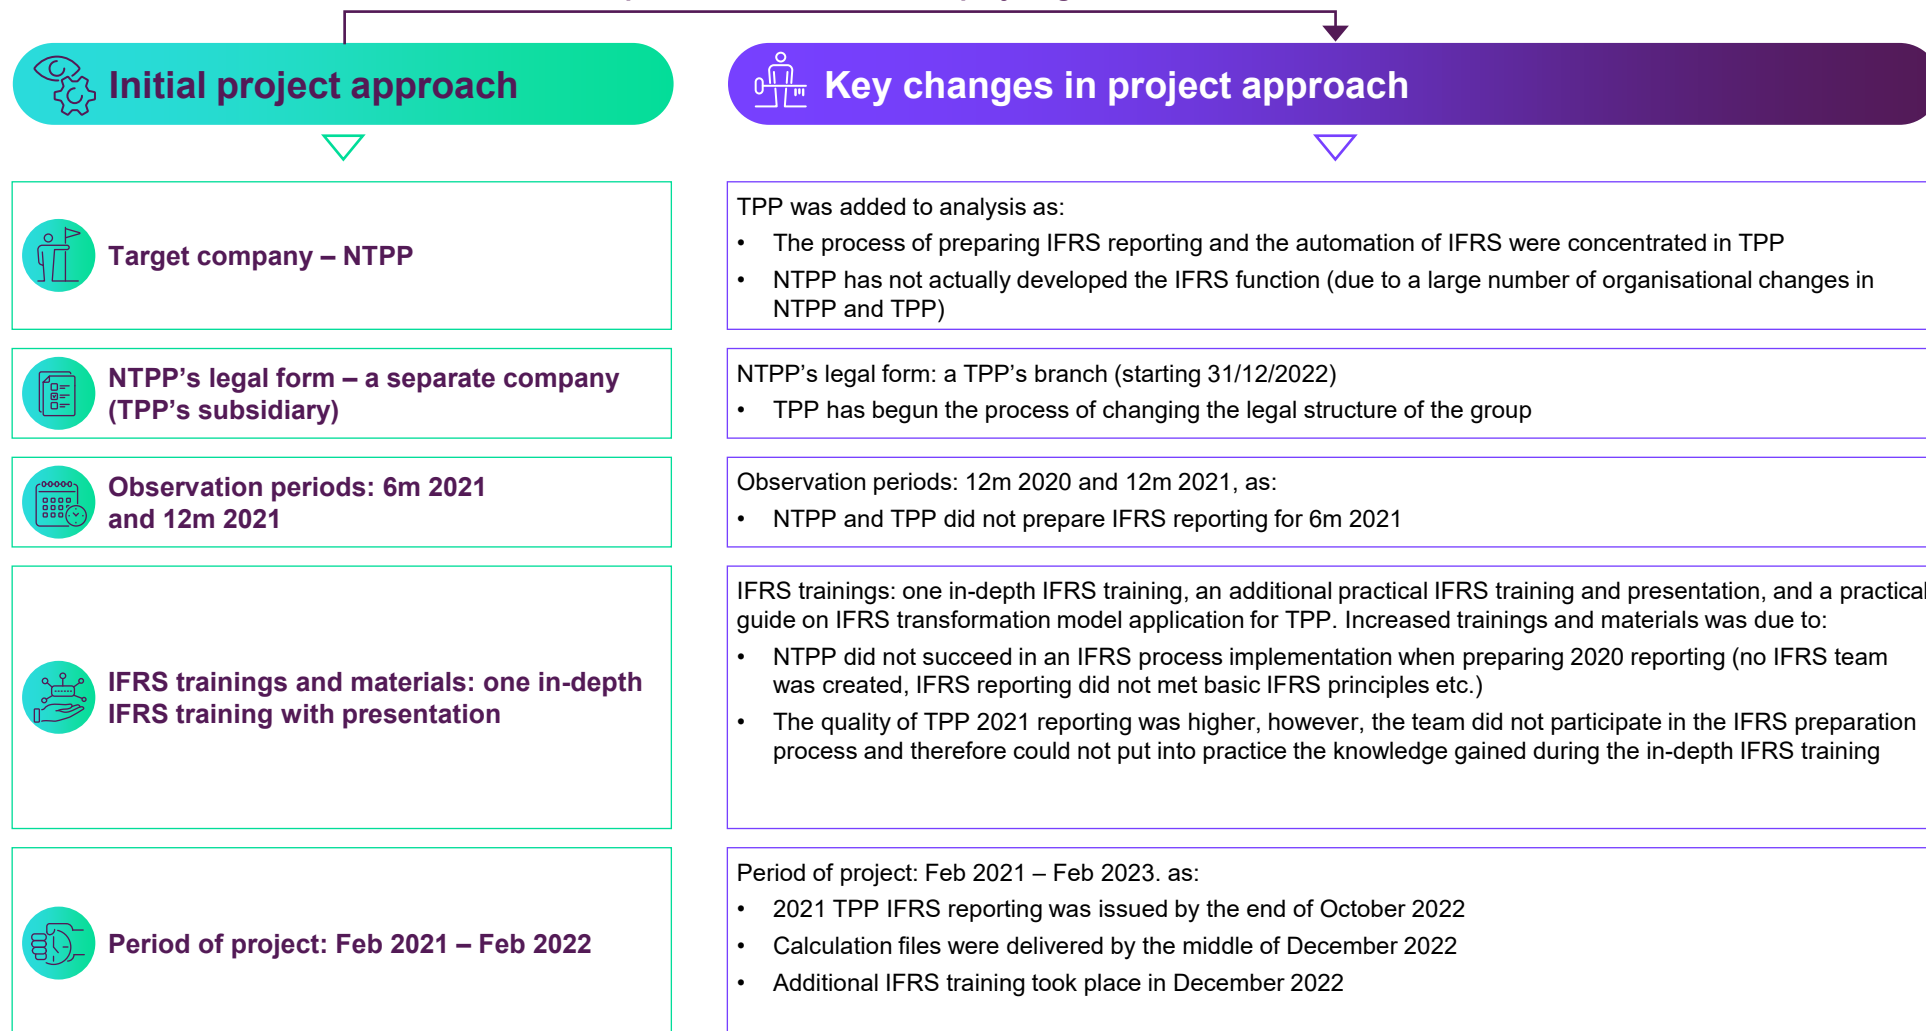 Initial project approach
Key changes in project approach
Target company – NTPP
TPP was added to analysis as:
• The process of preparing IFRS reporting and the automation of IFRS were concentrated in TPP
• NTPP has not actually developed the IFRS function (due to a large number of organisational changes in
NTPP and TPP)
NTPP’s legal form – a separate company
(TPP’s subsidiary)
NTPP’s legal form: a TPP’s branch (starting 31/12/2022)
• TPP has begun the process of changing the legal structure of the group
Observation periods: 6m 2021
and 12m 2021
Observation periods: 12m 2020 and 12m 2021, as:
• NTPP and TPP did not prepare IFRS reporting for 6m 2021
IFRS trainings and materials: one in-depth
IFRS training with presentation
IFRS trainings: one in-depth IFRS training, an additional practical IFRS training and presentation, and a practical
guide on IFRS transformation model application for TPP. Increased trainings and materials was due to:
• NTPP did not succeed in an IFRS process implementation when preparing 2020 reporting (no IFRS team
was created, IFRS reporting did not met basic IFRS principles etc.)
• The quality of TPP 2021 reporting was higher, however, the team did not participate in the IFRS preparation
process and therefore could not put into practice the knowledge gained during the in-depth IFRS training
Period of project: Feb 2021 – Feb 2022
Period of project: Feb 2021 – Feb 2023. as:
• 2021 TPP IFRS reporting was issued by the end of October 2022
• Calculation files were delivered by the middle of December 2022
• Additional IFRS training took place in December 2022